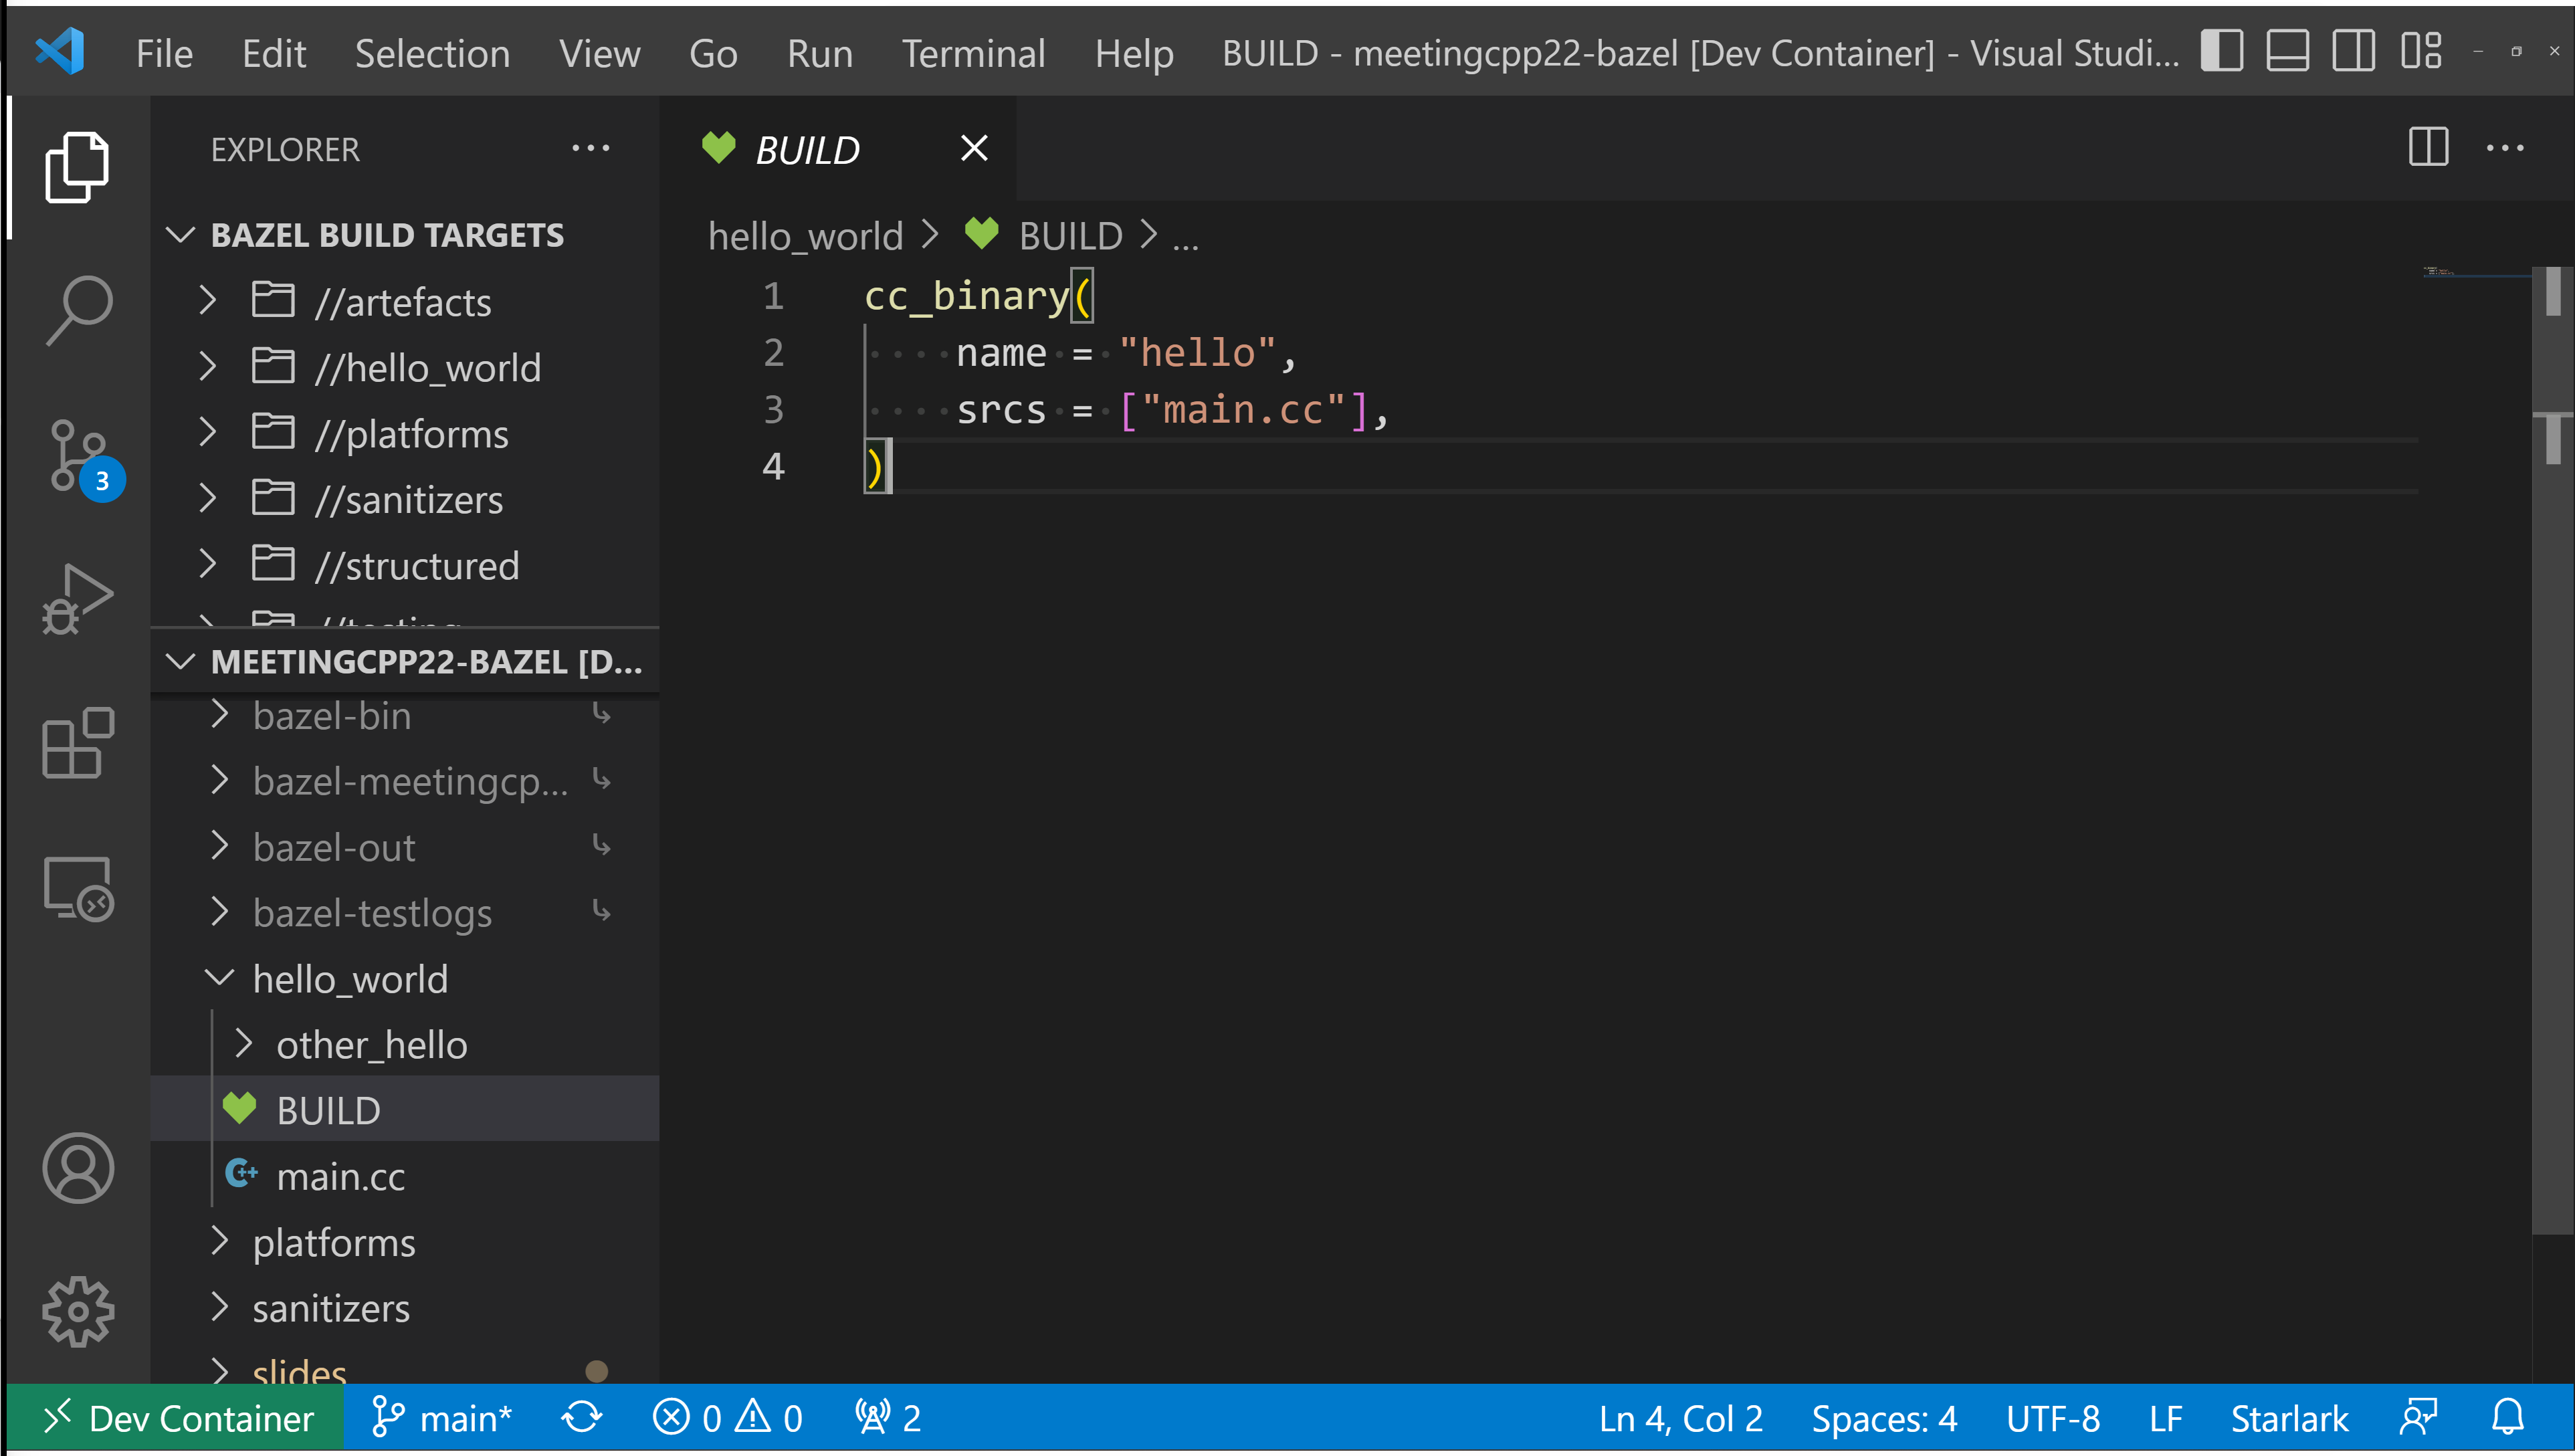 File Edit Selection View Go Run Terminal Help BUILD - meetingcpp22-bazel [Dev Container] - Visual Studi...
EXPLORER
BAZEL BUILD TARGETS
//artefacts
//hello_world
//platforms
//sanitizers
//structured
//testing
MEETINGCPP22-BAZEL [D...
bazel-bin
bazel-meetingcp...
bazel-out
bazel-testlogs
hello_world
other_hello
BUILD
main.cc
platforms
sanitizers
slides
3
BUILD
hello_world > BUILD > ...
1 cc_binary(
2 name = "hello",
3 srcs = ["main.cc"],
4 )
Dev Container main* 0 0 2 Ln 4, Col 2 Spaces: 4 UTF-8 LF Starlark